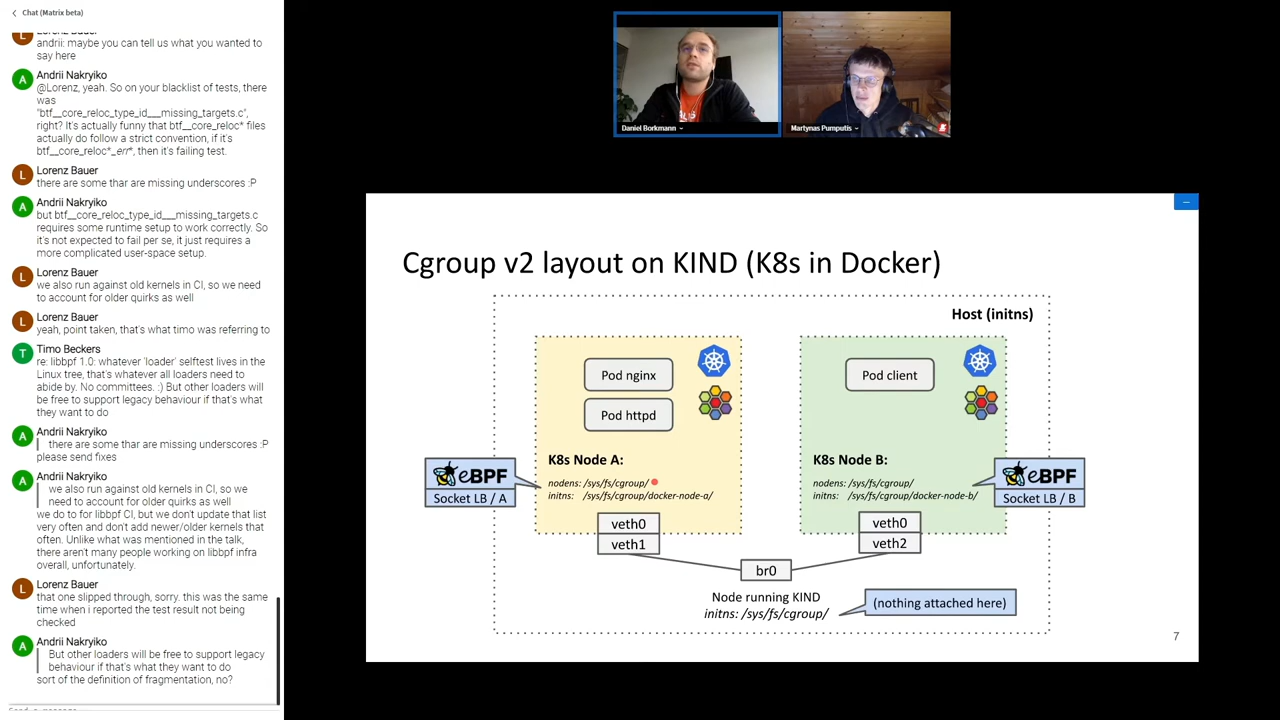 Chat (Matrix beta)
Lorenz Bauer
andrii: maybe you can tell us what you wanted to
say here
A
Andrii Nakryiko
@Lorenz, yeah. So on your blacklist of tests, there
was
"btf__core_reloc_type_id___missing_targets.c",
right? It's actually funny that btf__core_reloc* files
actually do follow a strict convention, if it's
btf__core_reloc*_err*, then it's failing test.
L
Lorenz Bauer
there are some thar are missing underscores :P
A
Andrii Nakryiko
but btf__core_reloc_type_id___missing_targets.c
requires some runtime setup to work correctly. So
it's not expected to fail per se, it just requires a
more complicated user-space setup.
L
Lorenz Bauer
we also run against old kernels in CI, so we need
to account for older quirks as well
L
Lorenz Bauer
yeah, point taken, that's what timo was referring to
T
Timo Beckers
re: libbpf 1.0: whatever 'loader' selftest lives in the
Linux tree, that's whatever all loaders need to
abide by. No committees. :) But other loaders will
be free to support legacy behaviour if that's what
they want to do
A
Andrii Nakryiko
there are some thar are missing underscores :P
please send fixes
A
Andrii Nakryiko
we also run against old kernels in CI, so we
need to account for older quirks as well
we do to for libbpf CI, but we don't update that list
very often and don't add newer/older kernels that
often. Unlike what was mentioned in the talk,
there aren't many people working on libbpf infra
overall, unfortunately.
L
Lorenz Bauer
that one slipped through, sorry. this was the same
time when i reported the test result not being
checked
A
Andrii Nakryiko
But other loaders will be free to support legacy
behaviour if that's what they want to do
sort of the definition of fragmentation, no?
Daniel Borkmann
Martynas Pumputis
Cgroup v2 layout on KIND (K8s in Docker)
Host (initns)
Pod nginx
Pod httpd
Pod client
K8s Node A:
nodens: /sys/fs/cgroup/
initns: /sys/fs/cgroup/docker-node-a/
K8s Node B:
nodens: /sys/fs/cgroup/
initns: /sys/fs/cgroup/docker-node-b/
eBPF
Socket LB / A
eBPF
Socket LB / B
veth0
veth1
veth0
veth2
br0
Node running KIND
initns: /sys/fs/cgroup/
(nothing attached here)
7